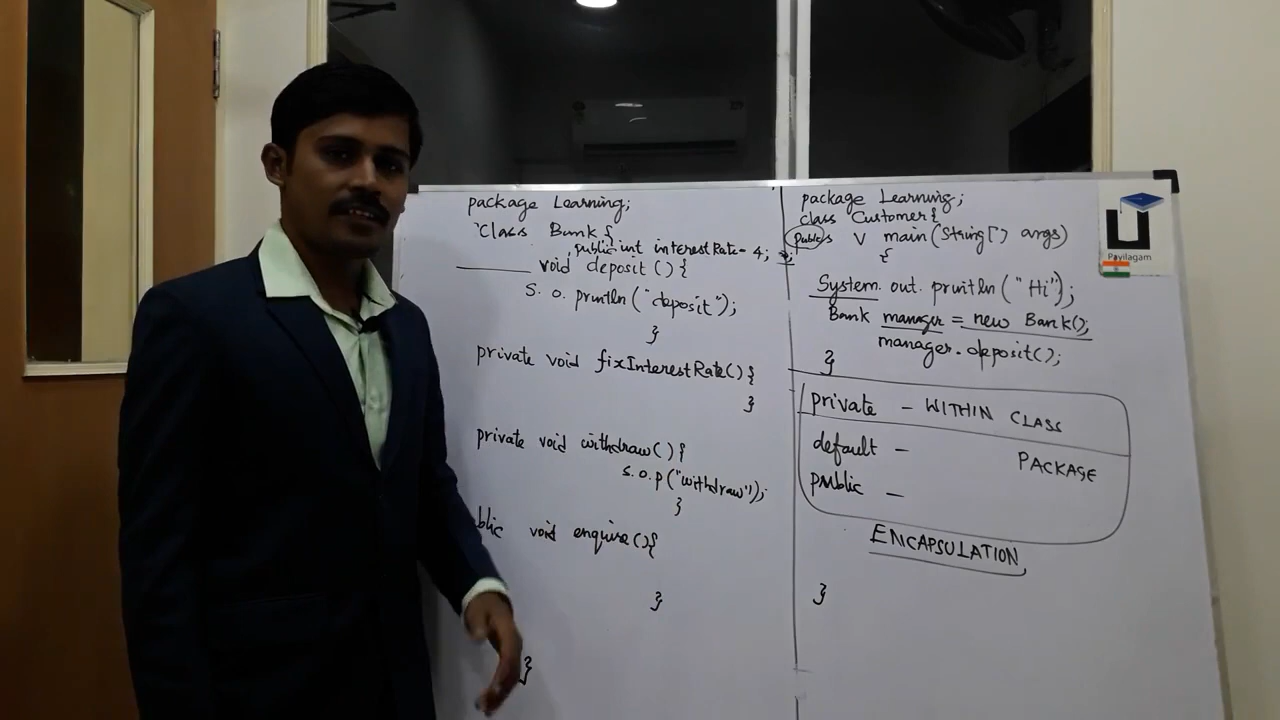 package Learning;
Class Bank {
public int interestRate = 4;
void deposit () {
S. O. println ("deposit");
}
private void fixInterestRate() {
}
private void withdraw () {
S. O. p ("withdraw");
}
blic void enquire () {
}
}
package Learning;
class Customer {
public s V main (String[] args)
{
System. out. println ("Hi");
Bank manager = new Bank();
manager. deposit();
}
private - WITHIN CLASS
default -
PACKAGE
public -
ENCAPSULATION
}
Payilagam